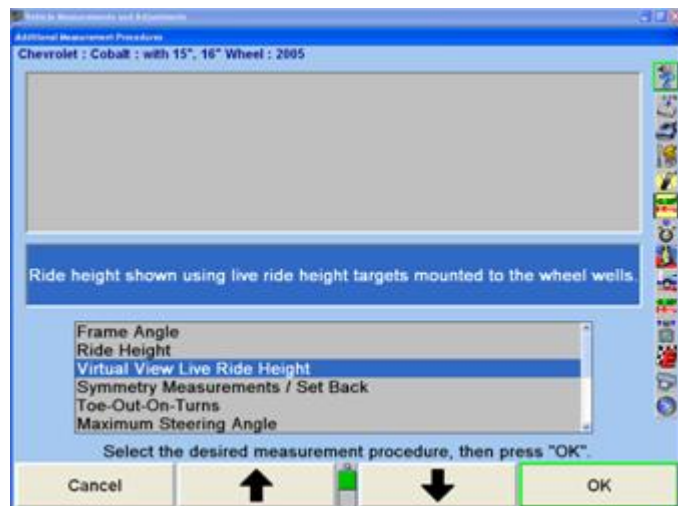 Vehicle Measurements and Adjustments
Additional Measurement Procedures
Chevrolet : Cobalt : with 15", 16" Wheel : 2005
Ride height shown using live ride height targets mounted to the wheel wells.
Frame Angle
Ride Height
Virtual View Live Ride Height
Symmetry Measurements / Set Back
Toe-Out-On-Turns
Maximum Steering Angle
Select the desired measurement procedure, then press "OK".
Cancel
OK